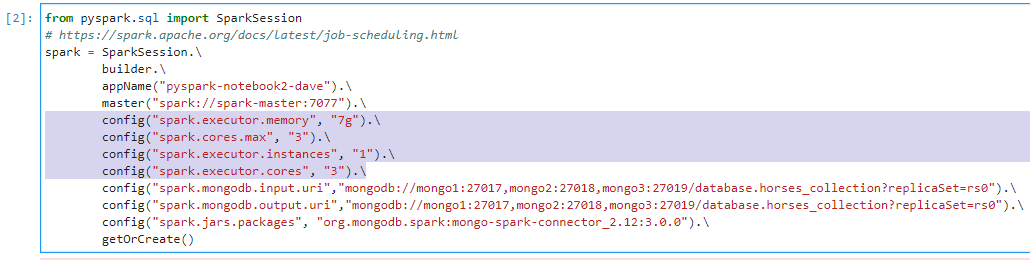 [2]: from pyspark.sql import SparkSession
# https://spark.apache.org/docs/latest/job-scheduling.html
spark = SparkSession.\
        builder.\
        appName("pyspark-notebook2-dave").\
        master("spark://spark-master:7077").\
        config("spark.executor.memory", "7g").\
        config("spark.cores.max", "3").\
        config("spark.executor.instances", "1").\
        config("spark.executor.cores", "3").\
        config("spark.mongodb.input.uri","mongodb://mongo1:27017,mongo2:27018,mongo3:27019/database.horses_collection?replicaSet=rs0").\
        config("spark.mongodb.output.uri","mongodb://mongo1:27017,mongo2:27018,mongo3:27019/database.horses_collection?replicaSet=rs0").\
        config("spark.jars.packages", "org.mongodb.spark:mongo-spark-connector_2.12:3.0.0").\
        getOrCreate()